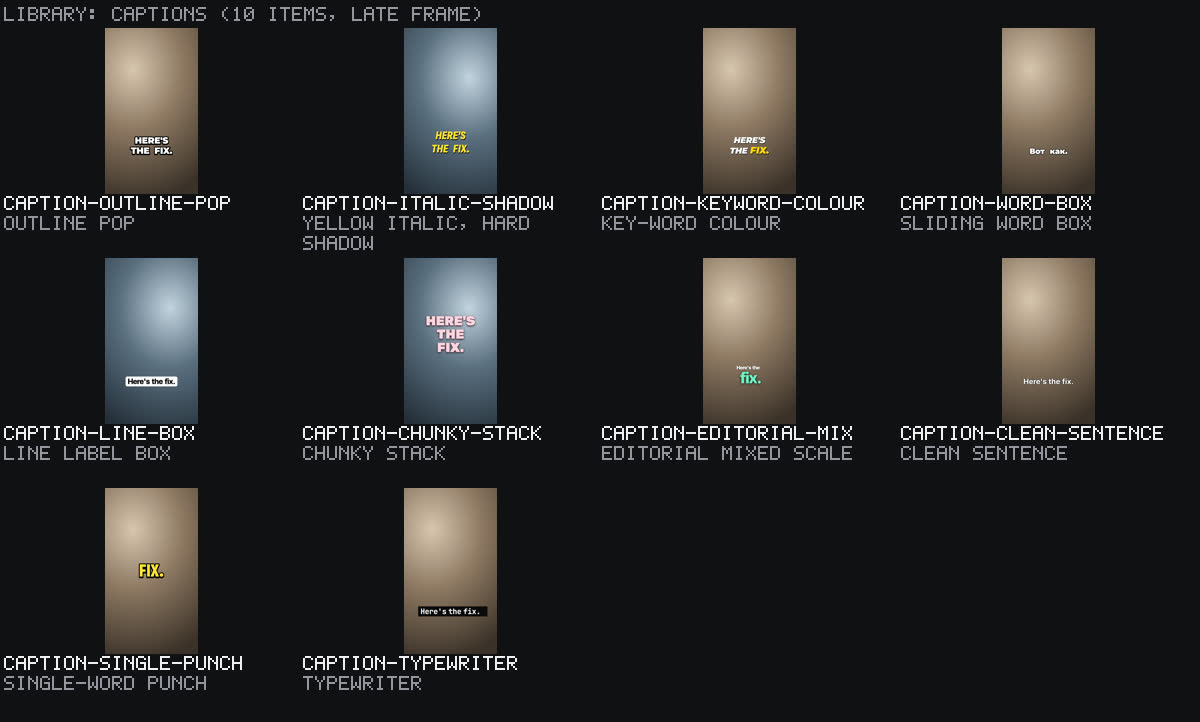 LIBRARY: CAPTIONS (10 ITEMS, LATE FRAME)
HERE'S
THE FIX.
CAPTION-OUTLINE-POP
OUTLINE POP
HERE'S
THE FIX.
CAPTION-ITALIC-SHADOW
YELLOW ITALIC, HARD
SHADOW
HERE'S
THE FIX.
CAPTION-KEYWORD-COLOUR
KEY-WORD COLOUR
Вот как.
CAPTION-WORD-BOX
SLIDING WORD BOX
Here's the fix.
CAPTION-LINE-BOX
LINE LABEL BOX
HERE'S
THE
FIX.
CAPTION-CHUNKY-STACK
CHUNKY STACK
Here's the
fix.
CAPTION-EDITORIAL-MIX
EDITORIAL MIXED SCALE
Here's the fix.
CAPTION-CLEAN-SENTENCE
CLEAN SENTENCE
FIX.
CAPTION-SINGLE-PUNCH
SINGLE-WORD PUNCH
Here's the fix.
CAPTION-TYPEWRITER
TYPEWRITER